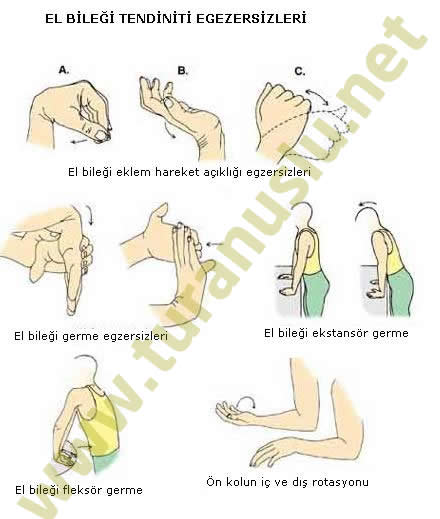 EL BİLEĞİ TENDİNİTİ EGEZERSİZLERİ
A. B. C.
El bileği eklem hareket açıklığı egzersizleri
El bileği germe egzersizleri
El bileği ekstansör germe
El bileği fleksör germe
Ön kolun iç ve dış rotasyonu
www.turanuslu.net